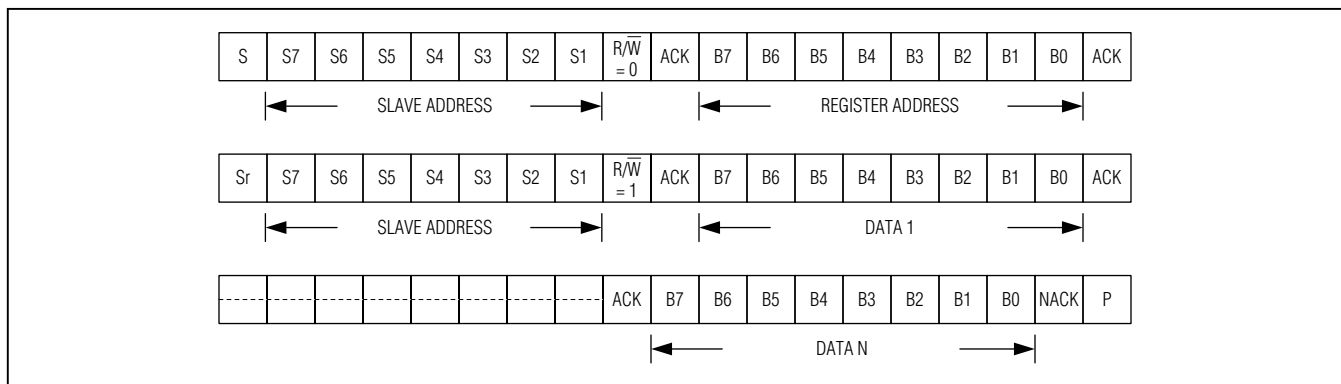 S S7 S6 S5 S4 S3 S2 S1 R/W̅ = 0 ACK B7 B6 B5 B4 B3 B2 B1 B0 ACK
SLAVE ADDRESS REGISTER ADDRESS
Sr S7 S6 S5 S4 S3 S2 S1 R/W̅ = 1 ACK B7 B6 B5 B4 B3 B2 B1 B0 ACK
SLAVE ADDRESS DATA 1
ACK B7 B6 B5 B4 B3 B2 B1 B0 NACK P
DATA N